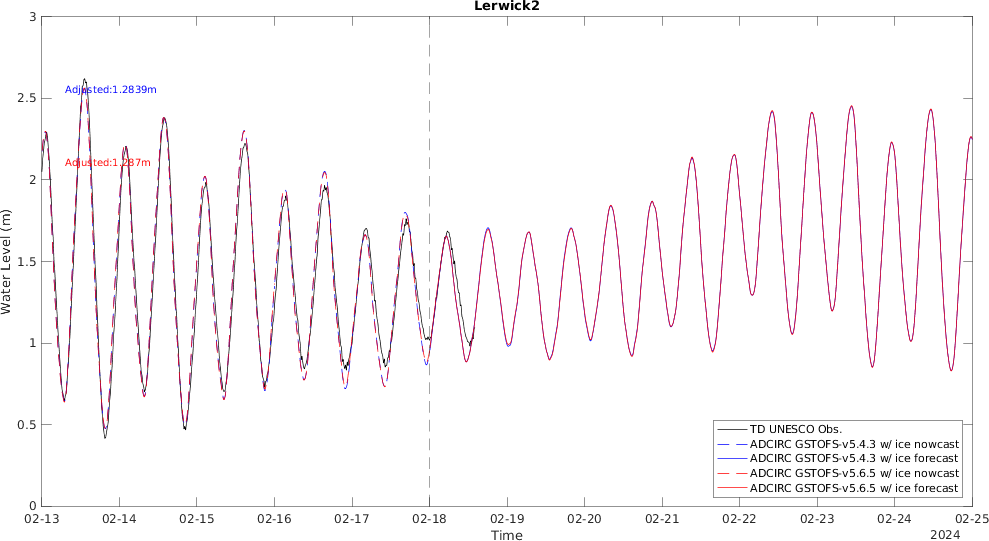 Lerwick2
3
2.5
2
1.5
1
0.5
0
Water Level (m)
Adjusted:1.2839m
Adjusted:1.287m
TD UNESCO Obs.
ADCIRC GSTOFS-v5.4.3 w/ ice nowcast
ADCIRC GSTOFS-v5.4.3 w/ ice forecast
ADCIRC GSTOFS-v5.6.5 w/ ice nowcast
ADCIRC GSTOFS-v5.6.5 w/ ice forecast
02-13 02-14 02-15 02-16 02-17 02-18 02-19 02-20 02-21 02-22 02-23 02-24 02-25
Time
2024